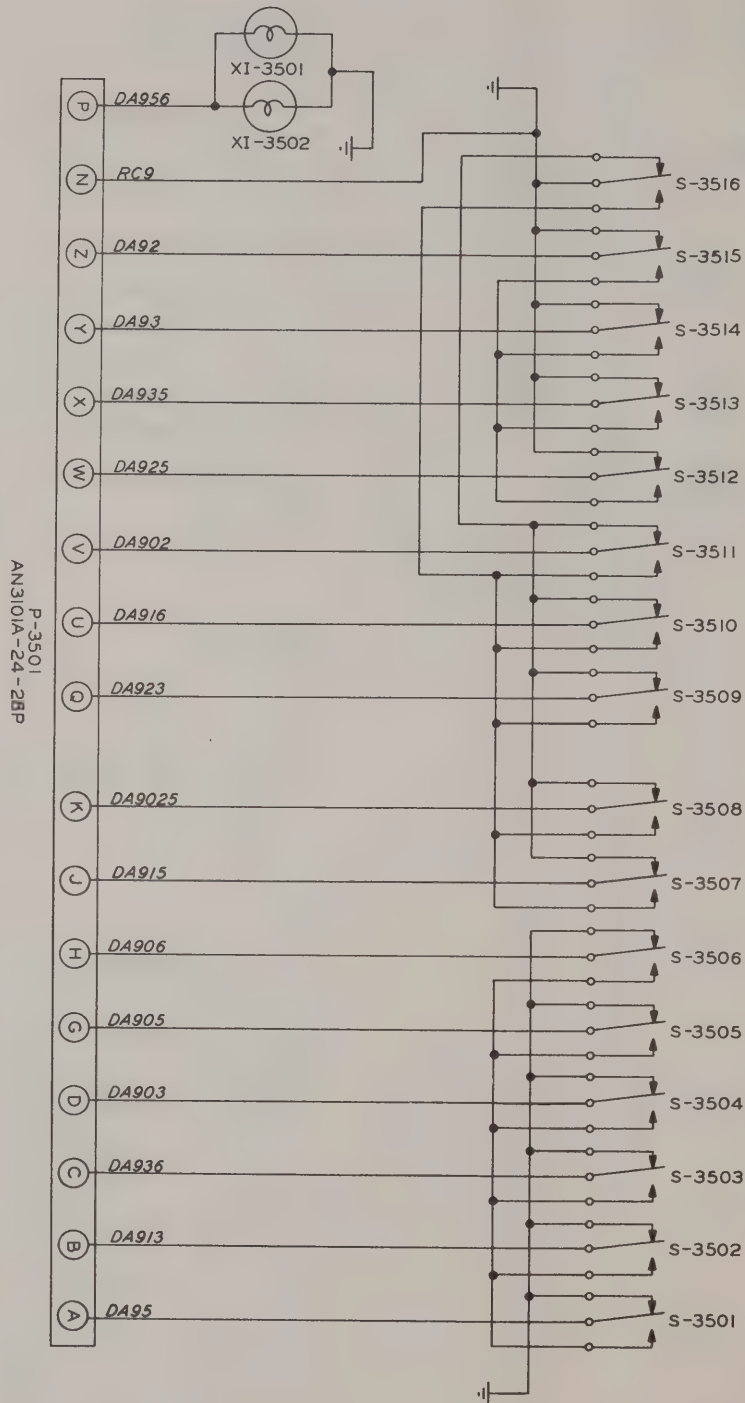 XI-3501
XI-3502
P DA956
N RC9
S-3516
Z DA92 S-3515
Y DA93 S-3514
X DA935 S-3513
W DA925 S-3512
V DA902 S-3511
U DA916 S-3510
Q DA923 S-3509
K DA9025 S-3508
J DA915 S-3507
H DA906 S-3506
G DA905 S-3505
D DA903 S-3504
C DA936 S-3503
B DA913 S-3502
A DA95 S-3501
P-3501
AN3101A-24-28P